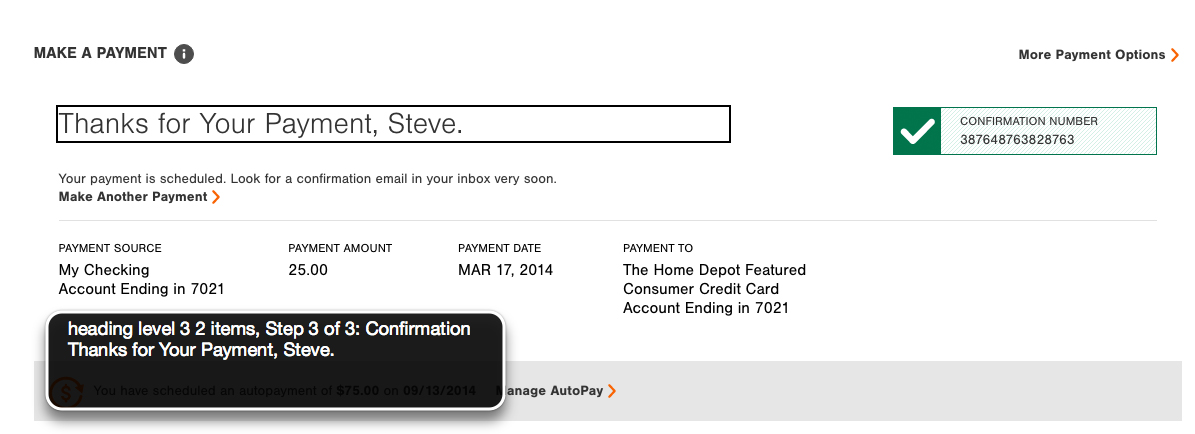 MAKE A PAYMENT
More Payment Options
Thanks for Your Payment, Steve.
CONFIRMATION NUMBER
387648763828763
Your payment is scheduled. Look for a confirmation email in your inbox very soon.
Make Another Payment
PAYMENT SOURCE
My Checking
Account Ending in 7021
PAYMENT AMOUNT
25.00
PAYMENT DATE
MAR 17, 2014
PAYMENT TO
The Home Depot Featured
Consumer Credit Card
Account Ending in 7021
heading level 3 2 items, Step 3 of 3: Confirmation
Thanks for Your Payment, Steve.
You have scheduled an autopayment of $75.00 on 09/13/2014 Manage AutoPay